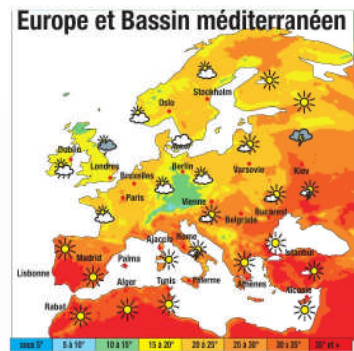 Europe et Bassin méditerranéen
Stockholm
Oslo
Dublin
Londres
Berlin
Varsovie
Kiev
Bruxelles
Paris
Vienne
Bucarest
Belgrade
Ajaccio
Rome
Istanbul
Madrid
Palma
Lisbonne
Alger
Tunis
Palerme
Athènes
Nicosie
Rabat
sous 5°
5 à 10°
10 à 15°
15 à 20°
20 à 25°
25 à 30°
30 à 35°
35° et +